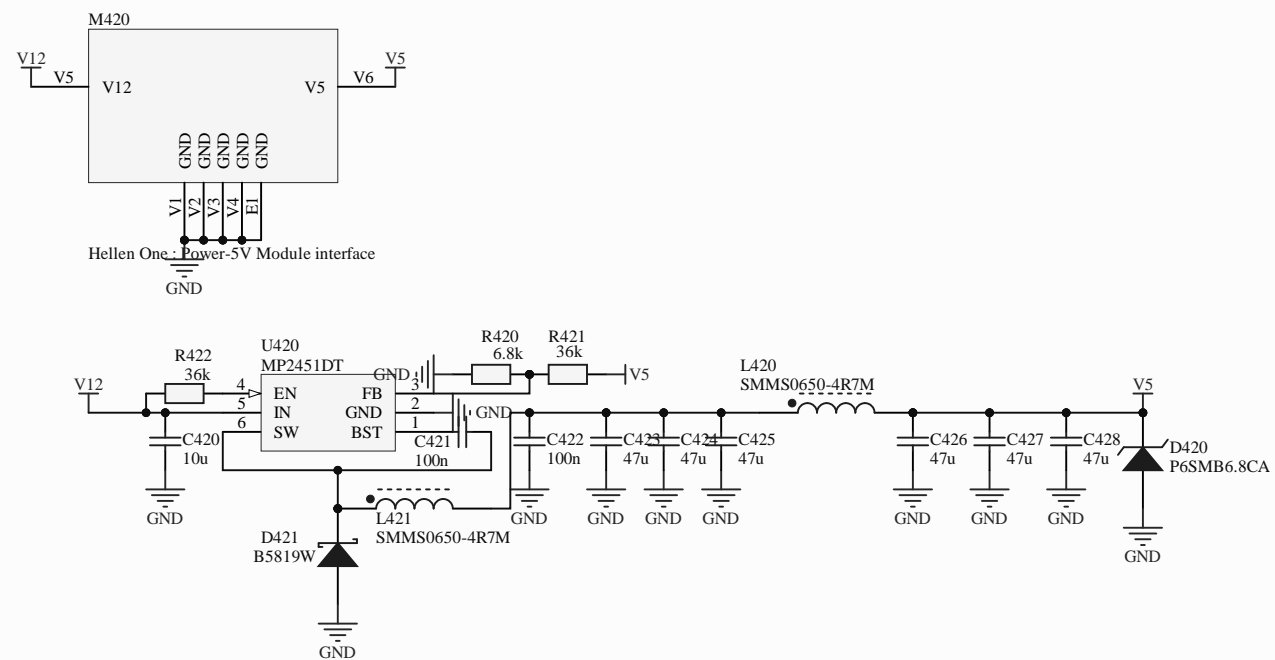 M420
V12
V5
V12
V5
V6
V5
GND
GND
GND
GND
GND
V1
V2
V3
V4
E1
Hellen One : Power-5V Module interface
GND
V12
R422
36k
U420
MP2451DT
4
EN
5
IN
6
SW
FB
3
GND
2
BST
1
GND
R420
6.8k
R421
36k
V5
GND
C420
10u
GND
C421
100n
L421
SMMS0650-4R7M
D421
B5819W
GND
C422
100n
GND
C423
47u
GND
C424
47u
GND
C425
47u
GND
L420
SMMS0650-4R7M
C426
47u
GND
C427
47u
GND
C428
47u
GND
V5
D420
P6SMB6.8CA
GND